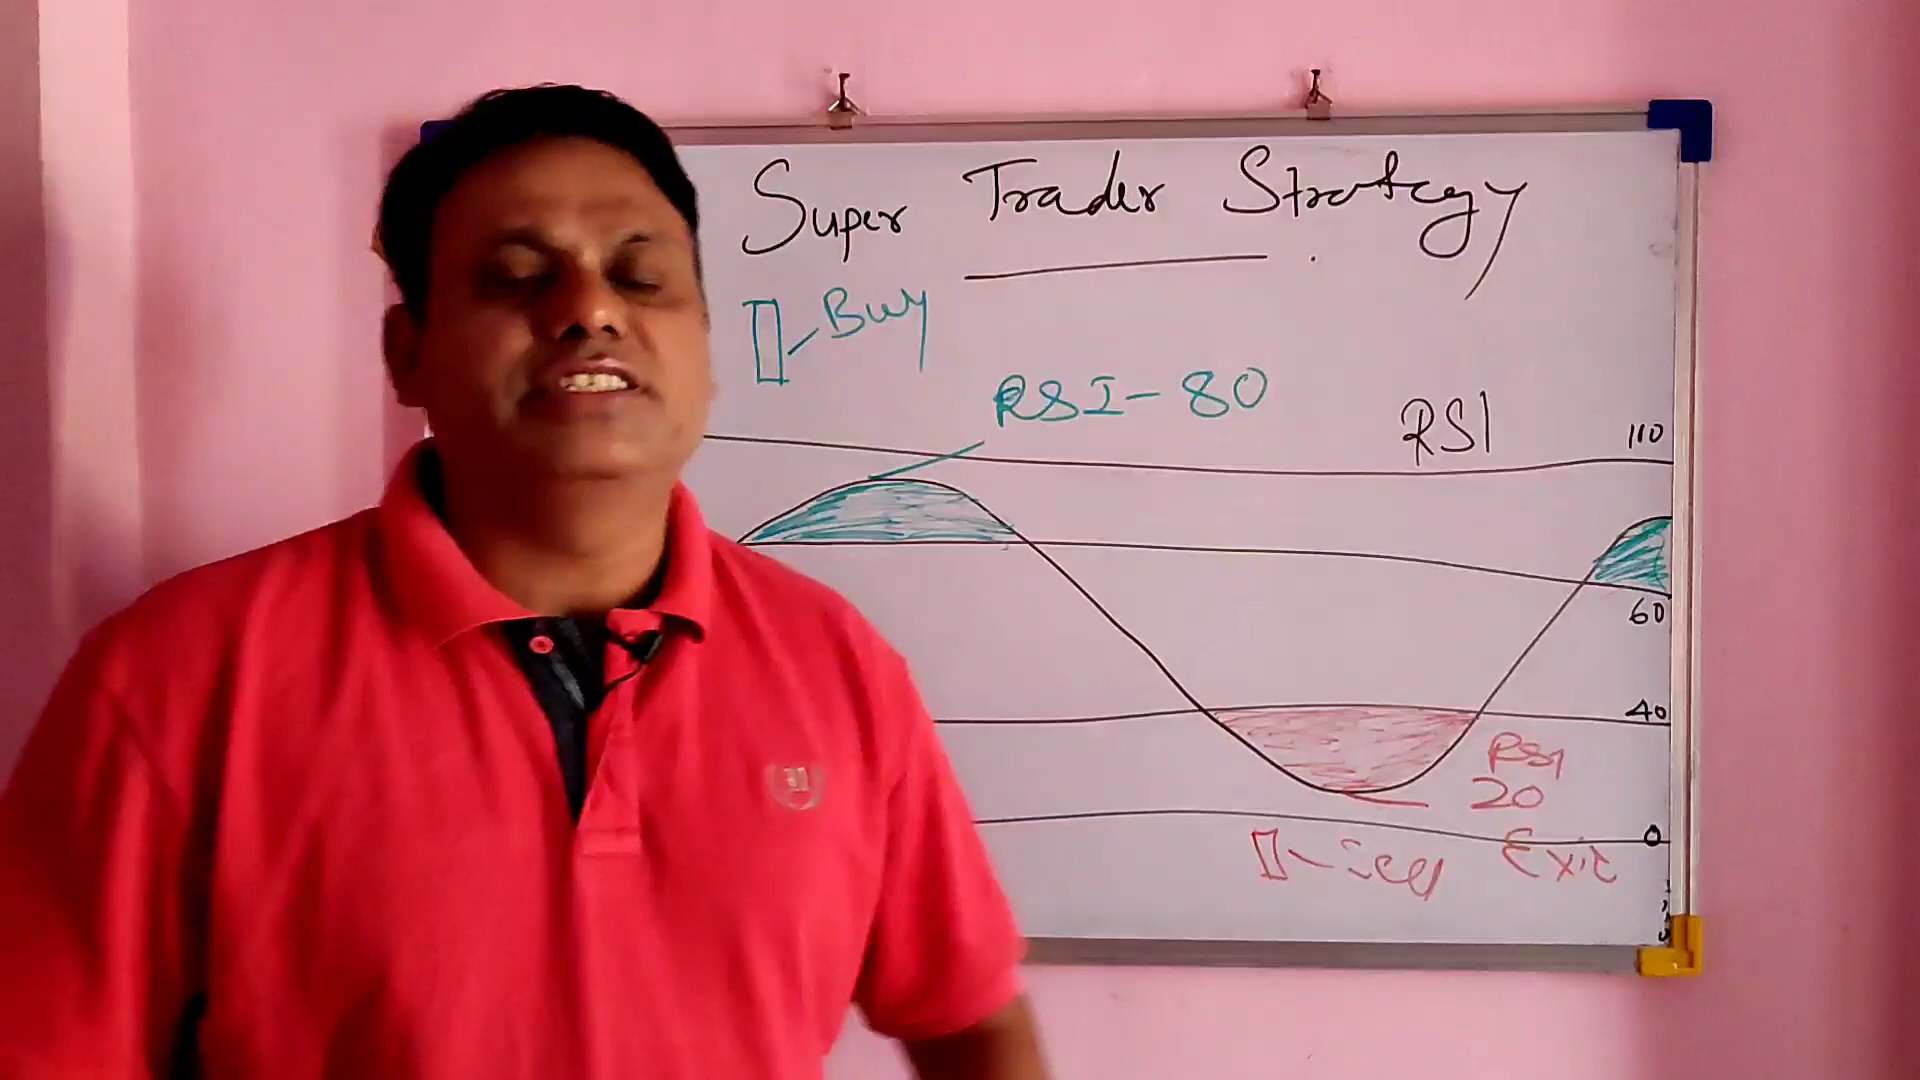 Super Trader Strategy
Buy
RSI-80
RSI
110
60
40
RSI
20
0
Sell
Exit